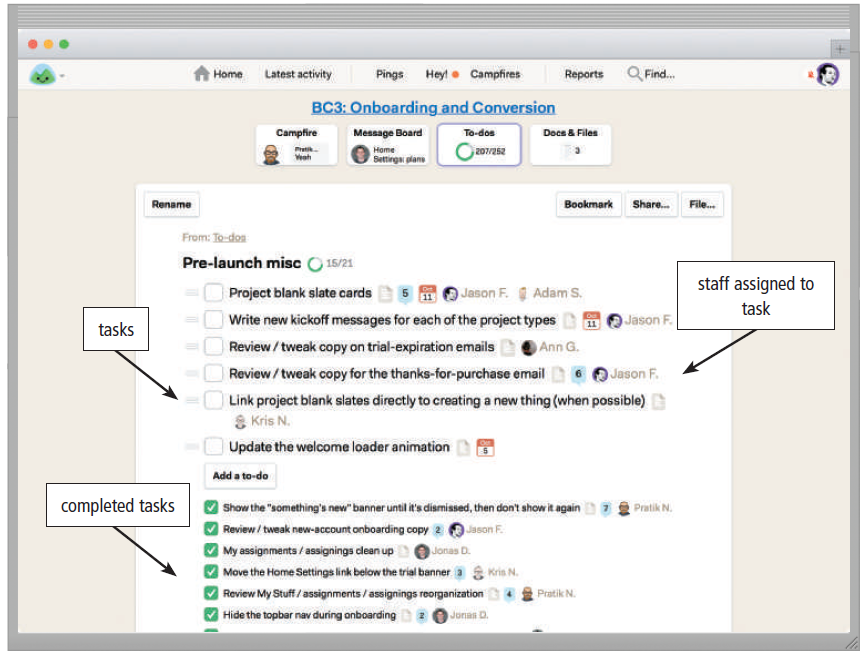 Home Latest activity Pings Hey! Campfires Reports Find...
BC3: Onboarding and Conversion
Campfire Message Board To-dos Docs & Files
Pratik... Home 207/252 3
Yeah Settings: plans
Rename Bookmark Share... File...
From: To-dos
Pre-launch misc 15/21
staff assigned to
task
Project blank slate cards 5 Oct 11 Jason F. Adam S.
Write new kickoff messages for each of the project types Oct 11 Jason F.
tasks
Review / tweak copy on trial-expiration emails Ann G.
Review / tweak copy for the thanks-for-purchase email 6 Jason F.
Link project blank slates directly to creating a new thing (when possible)
Kris N.
Update the welcome loader animation Oct 5
Add a to-do
completed tasks
Show the "something's new" banner until it's dismissed, then don't show it again 7 Pratik N.
Review / tweak new-account onboarding copy 2 Jason F.
My assignments / assignings clean up Jonas D.
Move the Home Settings link below the trial banner 3 Kris N.
Review My Stuff / assignments / assignings reorganization 4 Pratik N.
Hide the topbar nav during onboarding 2 Jonas D.